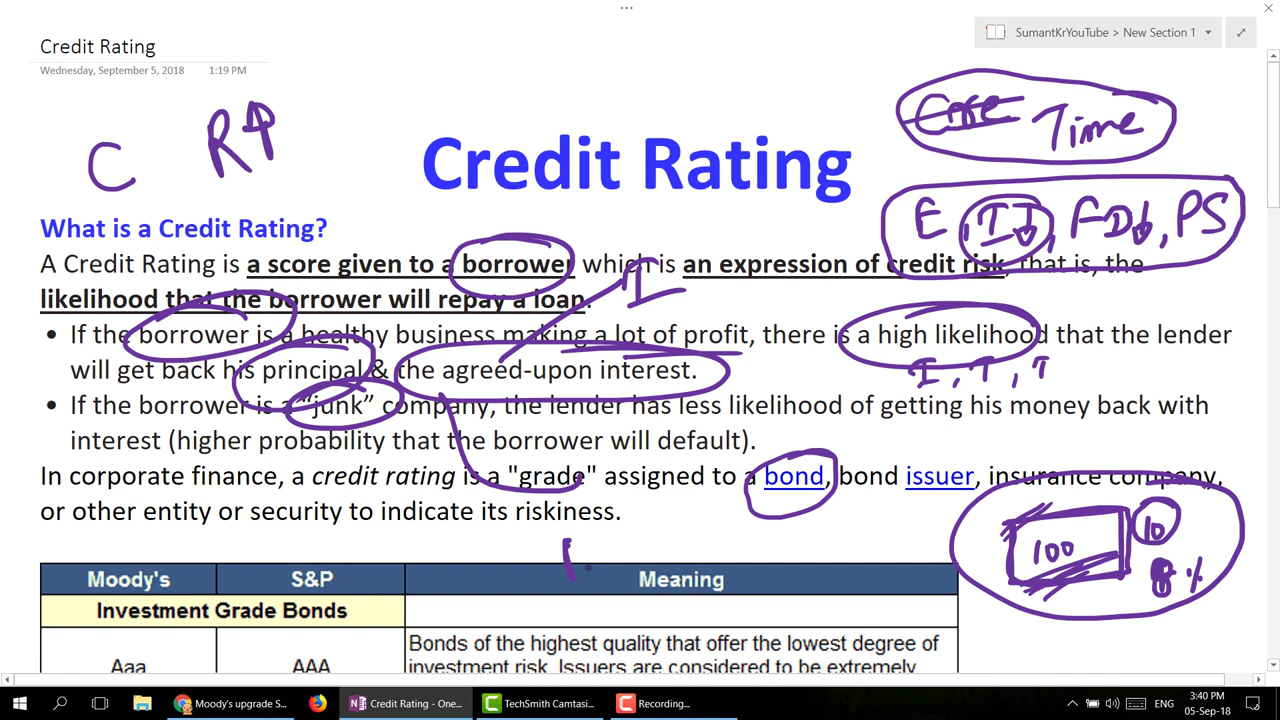 Credit Rating
SumantKrYouTube > New Section 1
Wednesday, September 5, 2018 1:19 PM
C R
Time
Credit Rating
E, II, FD, PS
What is a Credit Rating?
A Credit Rating is a score given to a borrower which is an expression of credit risk, that is, the
likelihood that the borrower will repay a loan.
I
• If the borrower is a healthy business making a lot of profit, there is a high likelihood that the lender
will get back his principal & the agreed-upon interest.
I, T, T
• If the borrower is a "junk" company, the lender has less likelihood of getting his money back with
interest (higher probability that the borrower will default).
In corporate finance, a credit rating is a "grade" assigned to a bond, bond issuer, insurance company,
or other entity or security to indicate its riskiness.
100 10
8 %
Moody's S&P Meaning
Investment Grade Bonds
Bonds of the highest quality that offer the lowest degree of
Aaa AAA investment risk. Issuers are considered to be extremely
Moody's upgrade S... Credit Rating - One... TechSmith Camtasi... Recording... ENG 3:40 PM
05-Sep-18